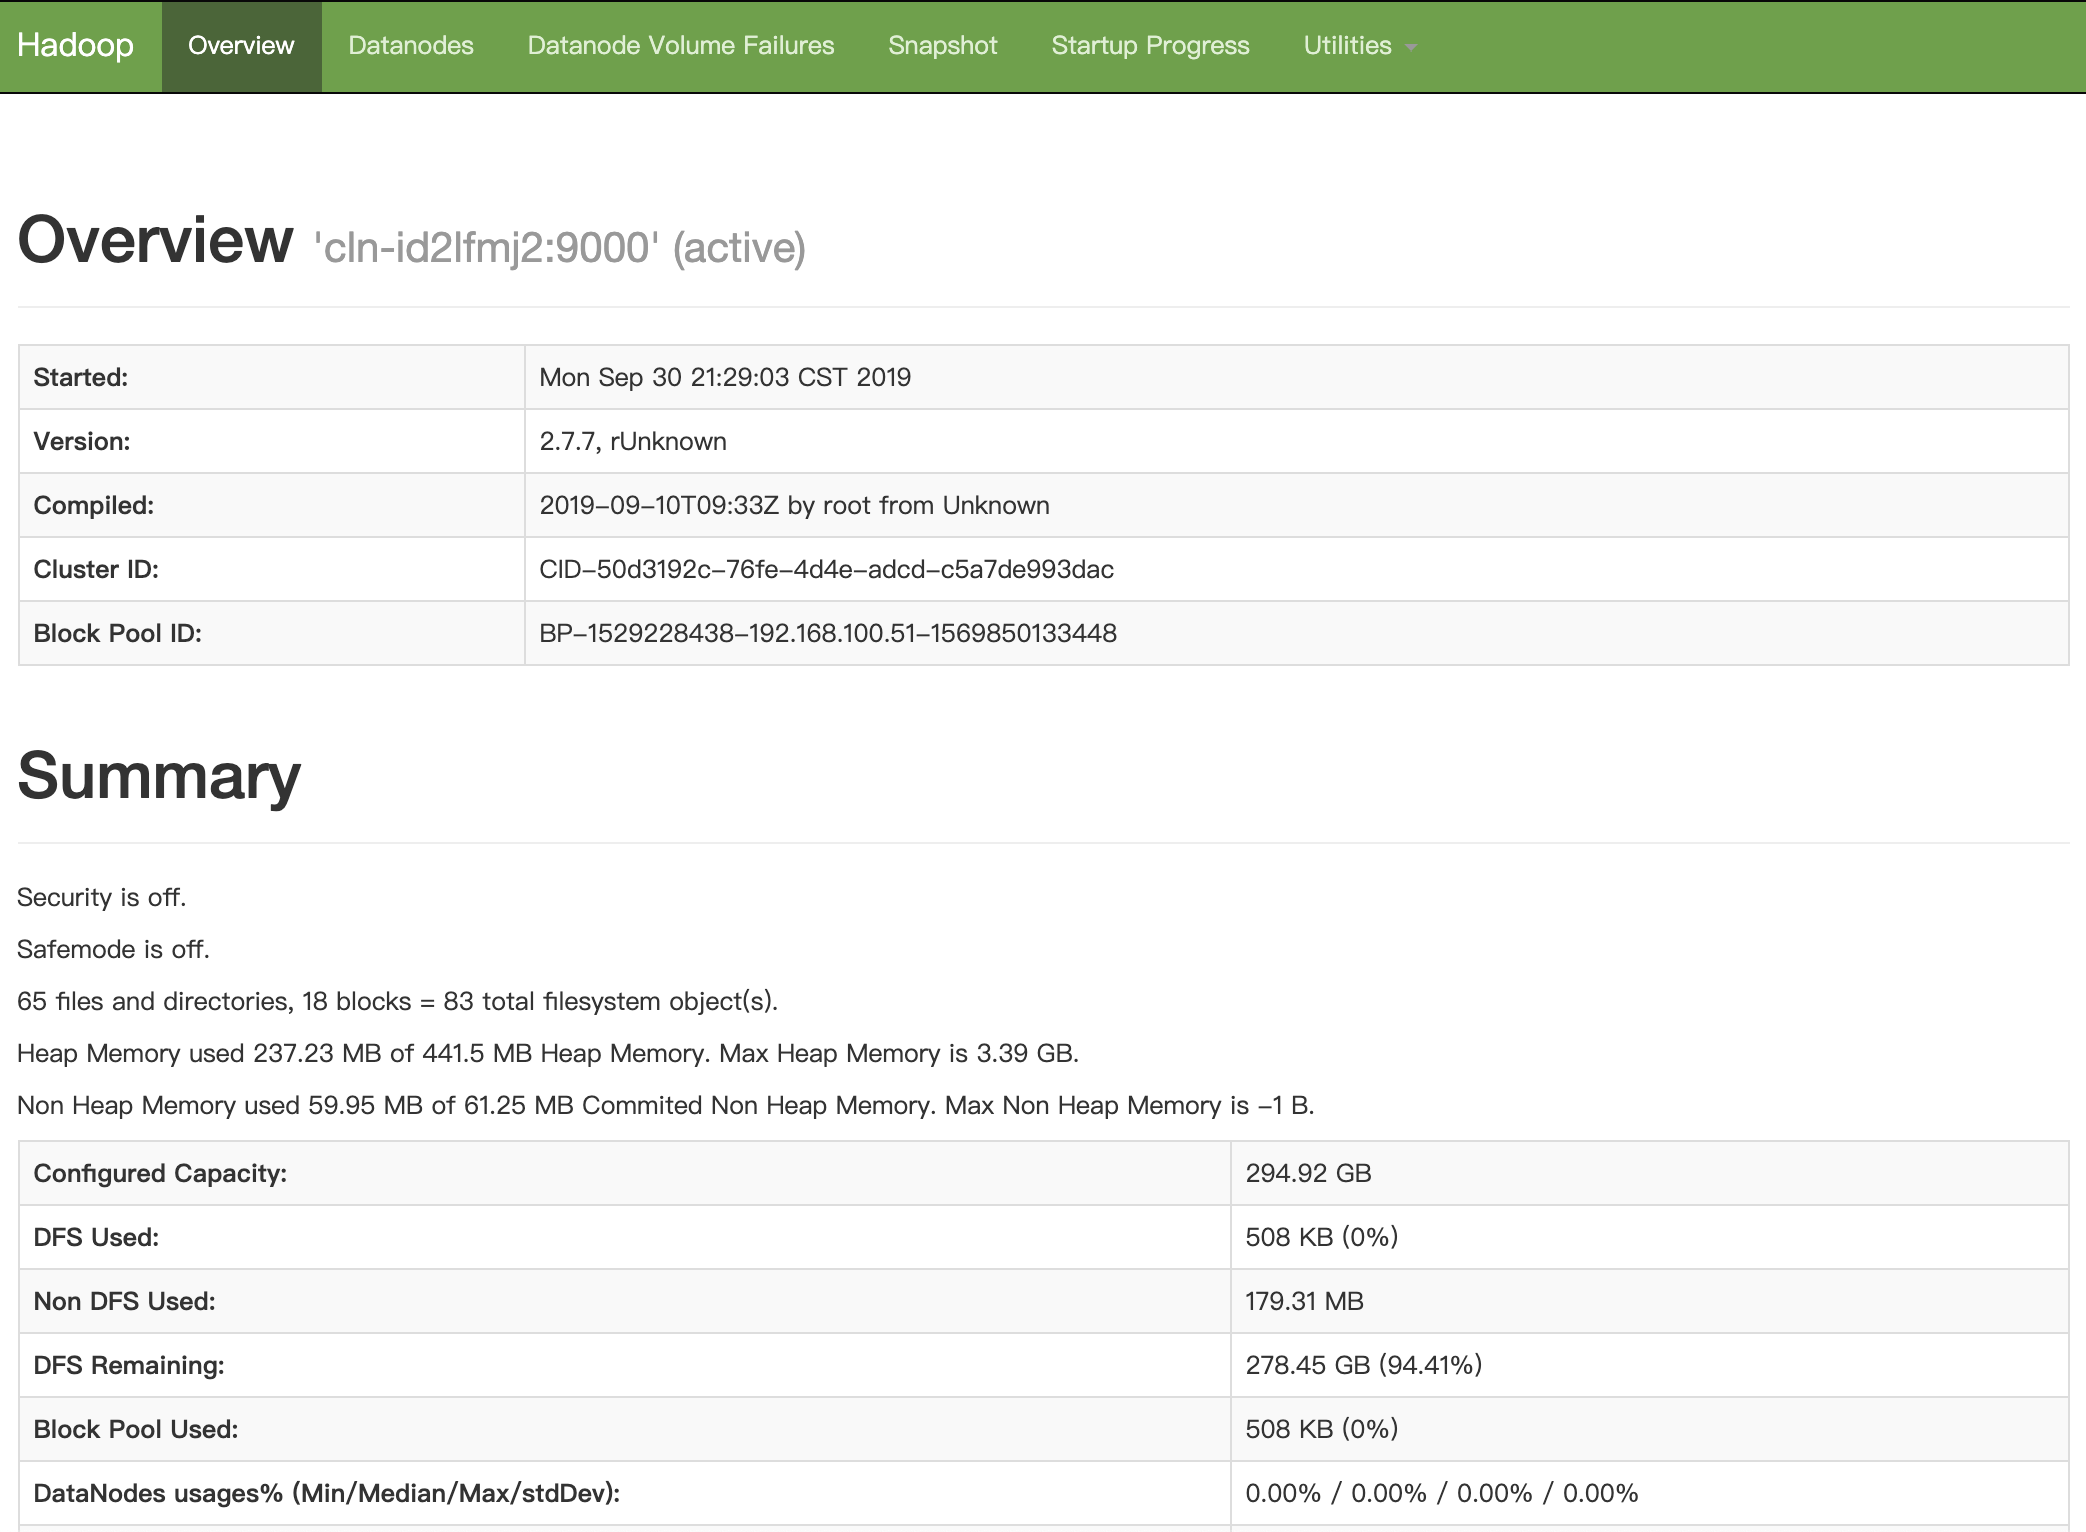 Hadoop Overview Datanodes Datanode Volume Failures Snapshot Startup Progress Utilities
Overview 'cln-id2lfmj2:9000' (active)
Started: Mon Sep 30 21:29:03 CST 2019
Version: 2.7.7, rUnknown
Compiled: 2019-09-10T09:33Z by root from Unknown
Cluster ID: CID-50d3192c-76fe-4d4e-adcd-c5a7de993dac
Block Pool ID: BP-1529228438-192.168.100.51-1569850133448
Summary
Security is off.
Safemode is off.
65 files and directories, 18 blocks = 83 total filesystem object(s).
Heap Memory used 237.23 MB of 441.5 MB Heap Memory. Max Heap Memory is 3.39 GB.
Non Heap Memory used 59.95 MB of 61.25 MB Commited Non Heap Memory. Max Non Heap Memory is -1 B.
Configured Capacity: 294.92 GB
DFS Used: 508 KB (0%)
Non DFS Used: 179.31 MB
DFS Remaining: 278.45 GB (94.41%)
Block Pool Used: 508 KB (0%)
DataNodes usages% (Min/Median/Max/stdDev): 0.00% / 0.00% / 0.00% / 0.00%